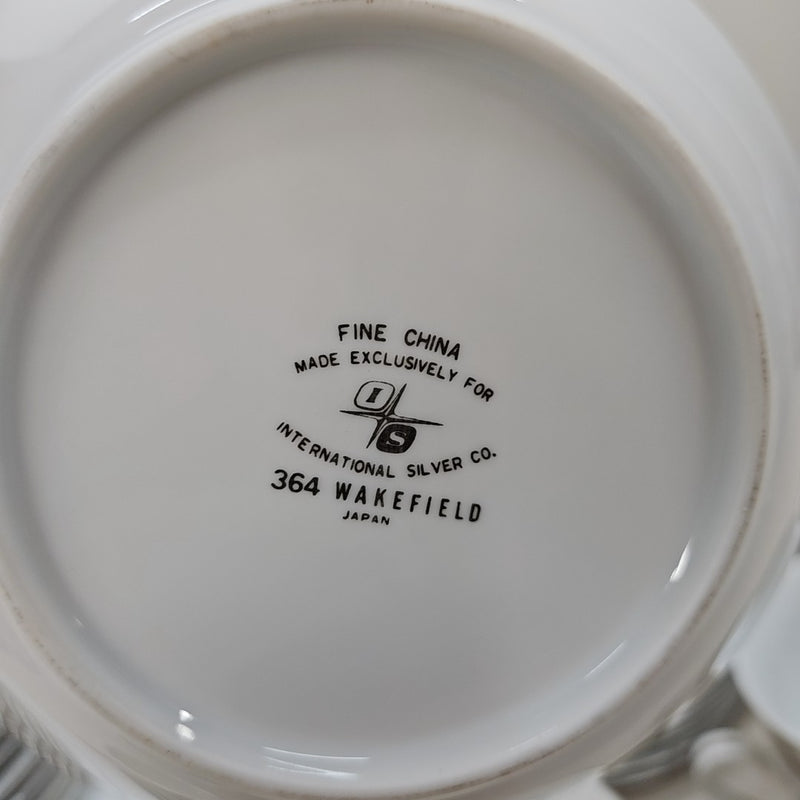 FINE CHINA
MADE EXCLUSIVELY FOR
I
S
INTERNATIONAL SILVER CO.
364 WAKEFIELD
JAPAN